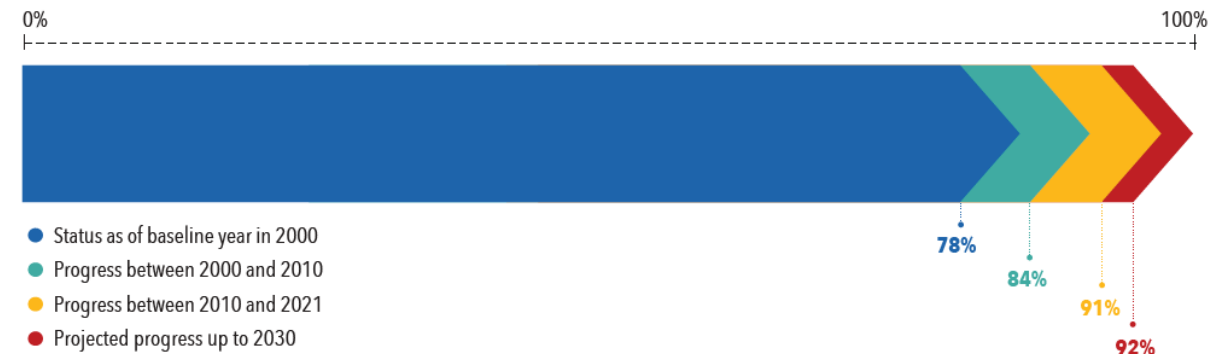 0% 100%
Status as of baseline year in 2000
78%
Progress between 2000 and 2010
84%
Progress between 2010 and 2021
91%
Projected progress up to 2030
92%